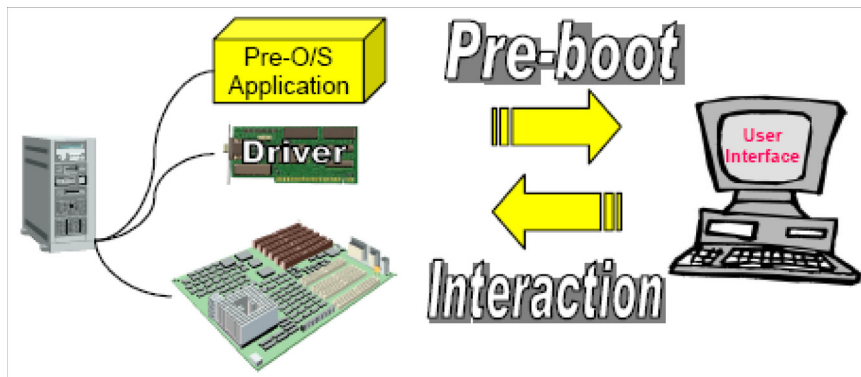 Pre-O/S
Application
Driver
Pre-boot
Interaction
User
Interface